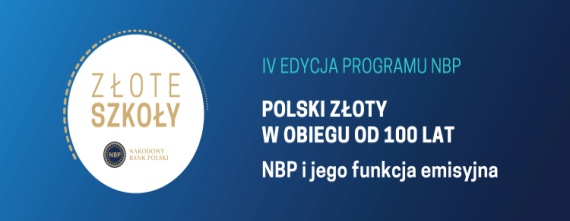 ZŁOTE
SZKOŁY
NBP
NARODOWY
BANK POLSKI
IV EDYCJA PROGRAMU NBP
POLSKI ZŁOTY
W OBIEGU OD 100 LAT
NBP i jego funkcja emisyjna